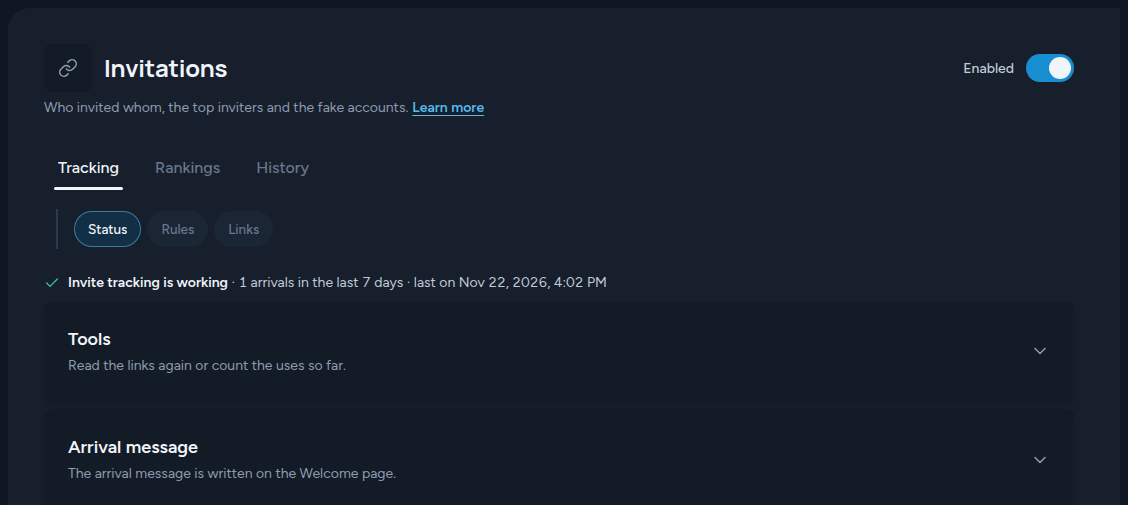 Invitations
Enabled
Who invited whom, the top inviters and the fake accounts. Learn more
Tracking Rankings History
Status Rules Links
Invite tracking is working · 1 arrivals in the last 7 days · last on Nov 22, 2026, 4:02 PM
Tools
Read the links again or count the uses so far.
Arrival message
The arrival message is written on the Welcome page.